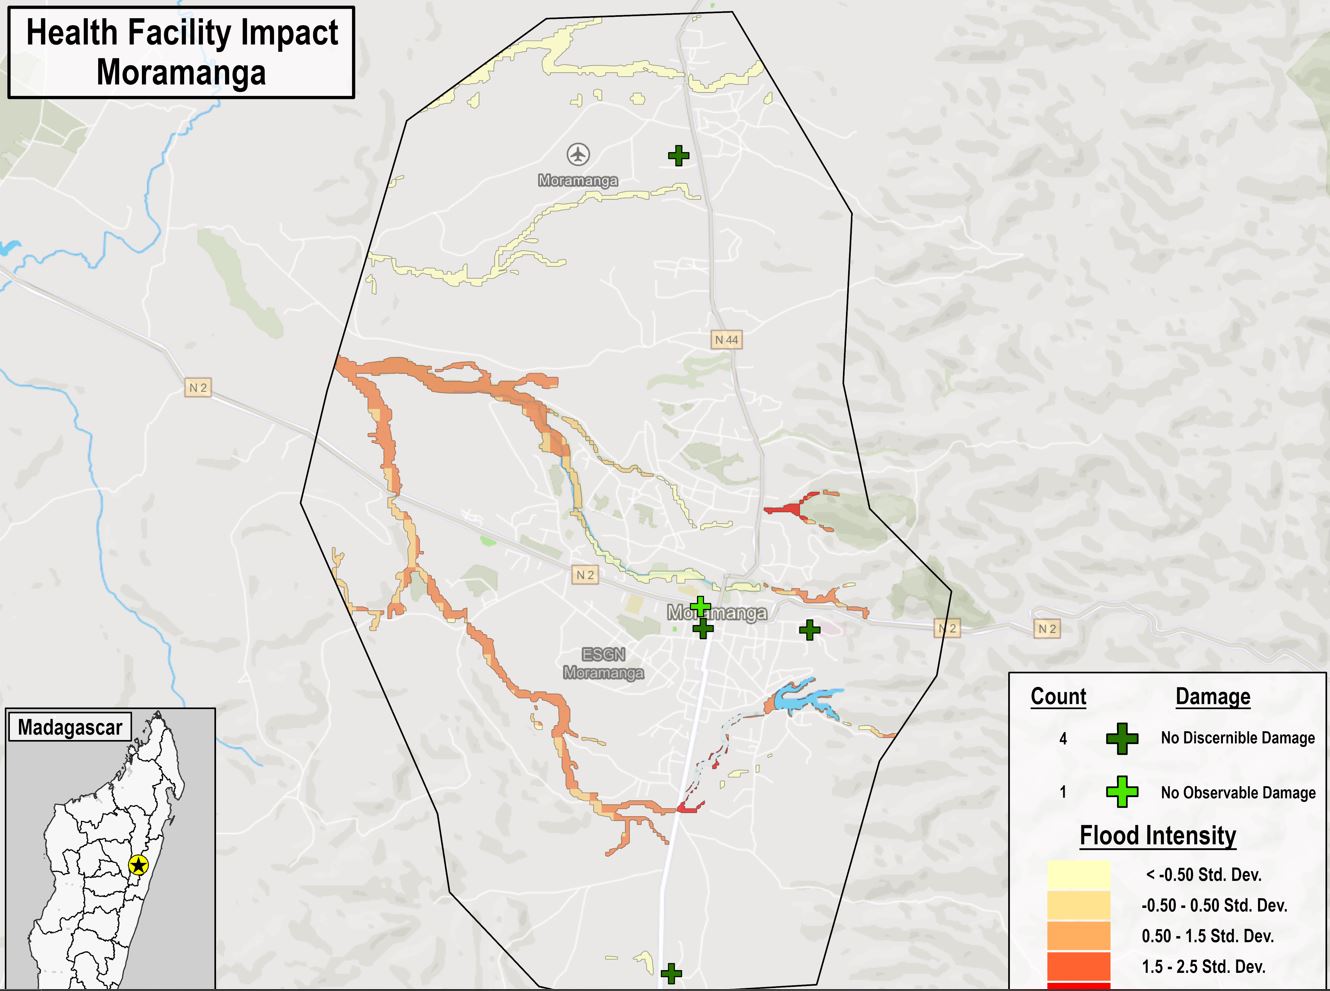 Health Facility Impact
Moramanga
Moramanga
N 44
N 2
N 2
Moramanga
N 2
N 2
ESGN
Moramanga
Madagascar
Count Damage
4 No Discernible Damage
1 No Observable Damage
Flood Intensity
< -0.50 Std. Dev.
-0.50 - 0.50 Std. Dev.
0.50 - 1.5 Std. Dev.
1.5 - 2.5 Std. Dev.